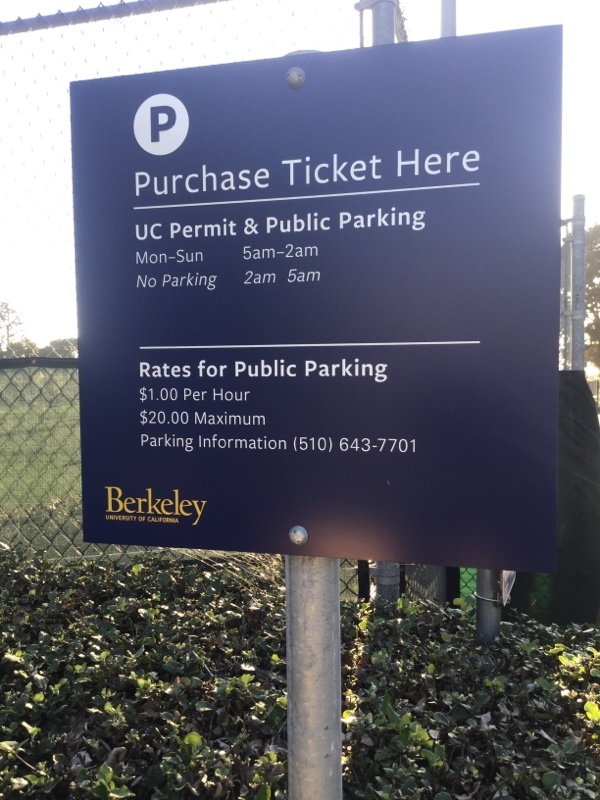 P
Purchase Ticket Here
UC Permit & Public Parking
Mon–Sun 5am–2am
No Parking 2am 5am
Rates for Public Parking
$1.00 Per Hour
$20.00 Maximum
Parking Information (510) 643-7701
Berkeley
UNIVERSITY OF CALIFORNIA